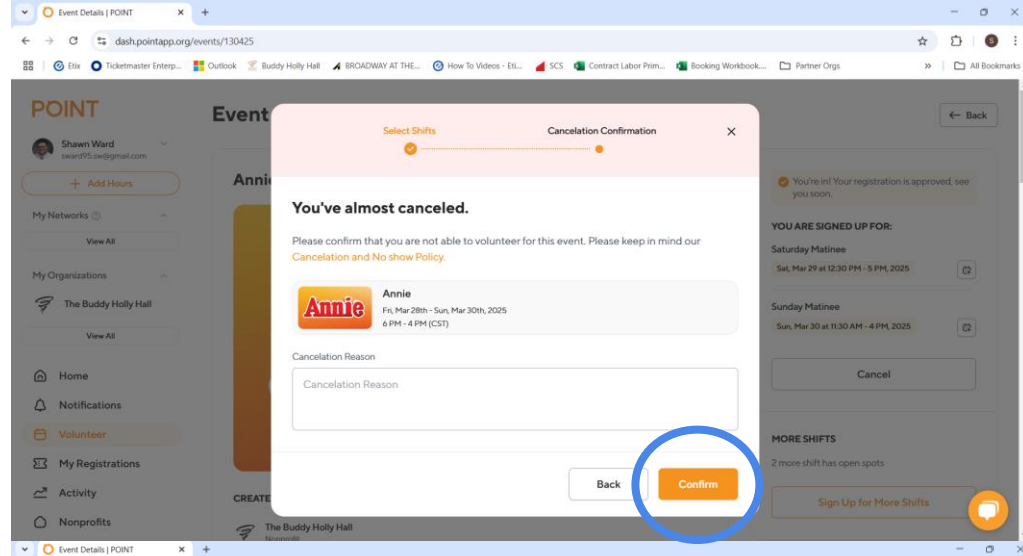 Event Details | POINT
dash.pointapp.org/events/130425
Etix
Ticketmaster Enterp...
Outlook
Buddy Holly Hall
BROADWAY AT THE...
How To Videos - Eti...
SCS
Contract Labor Prim...
Booking Workbook...
Partner Orgs
»
All Bookmarks
POINT
Shawn Ward
sward95.sw@gmail.com
+ Add Hours
My Networks
View All
My Organizations
The Buddy Holly Hall
View All
Home
Notifications
Volunteer
My Registrations
Activity
Nonprofits
Event
← Back
Annie
CREATE
The Buddy Holly Hall
Nonprofit
Select Shifts
Cancelation Confirmation
You've almost canceled.
Please confirm that you are not able to volunteer for this event. Please keep in mind our
Cancelation and No show Policy.
Annie
Annie
Fri, Mar 28th - Sun, Mar 30th, 2025
6 PM - 4 PM (CST)
Cancelation Reason
Cancelation Reason
Back
Confirm
You're in! Your registration is approved, see
you soon.
YOU ARE SIGNED UP FOR:
Saturday Matinee
Sat, Mar 29 at 12:30 PM - 5 PM, 2025
Sunday Matinee
Sun, Mar 30 at 11:30 AM - 4 PM, 2025
Cancel
MORE SHIFTS
2 more shift has open spots
Sign Up for More Shifts
Event Details | POINT